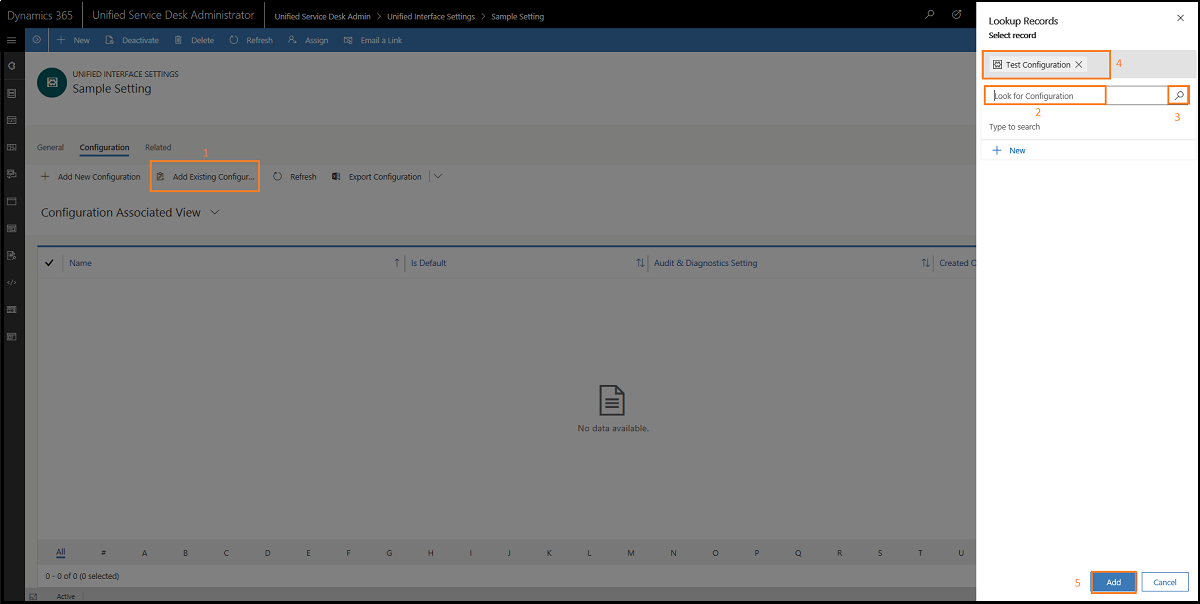 Dynamics 365 Unified Service Desk Administrator Unified Service Desk Admin > Unified Interface Settings > Sample Setting
New Deactivate Delete Refresh Assign Email a Link
UNIFIED INTERFACE SETTINGS
Sample Setting
General Configuration Related
1
Add New Configuration Add Existing Configur... Refresh Export Configuration
Configuration Associated View
Name Is Default Audit & Diagnostics Setting Created C
No data available.
All # A B C D E F G H I J K L M N O P Q R S T U
0 - 0 of 0 (0 selected)
Active
Lookup Records
Select record
Test Configuration 4
Look for Configuration
2 3
Type to search
New
5 Add Cancel